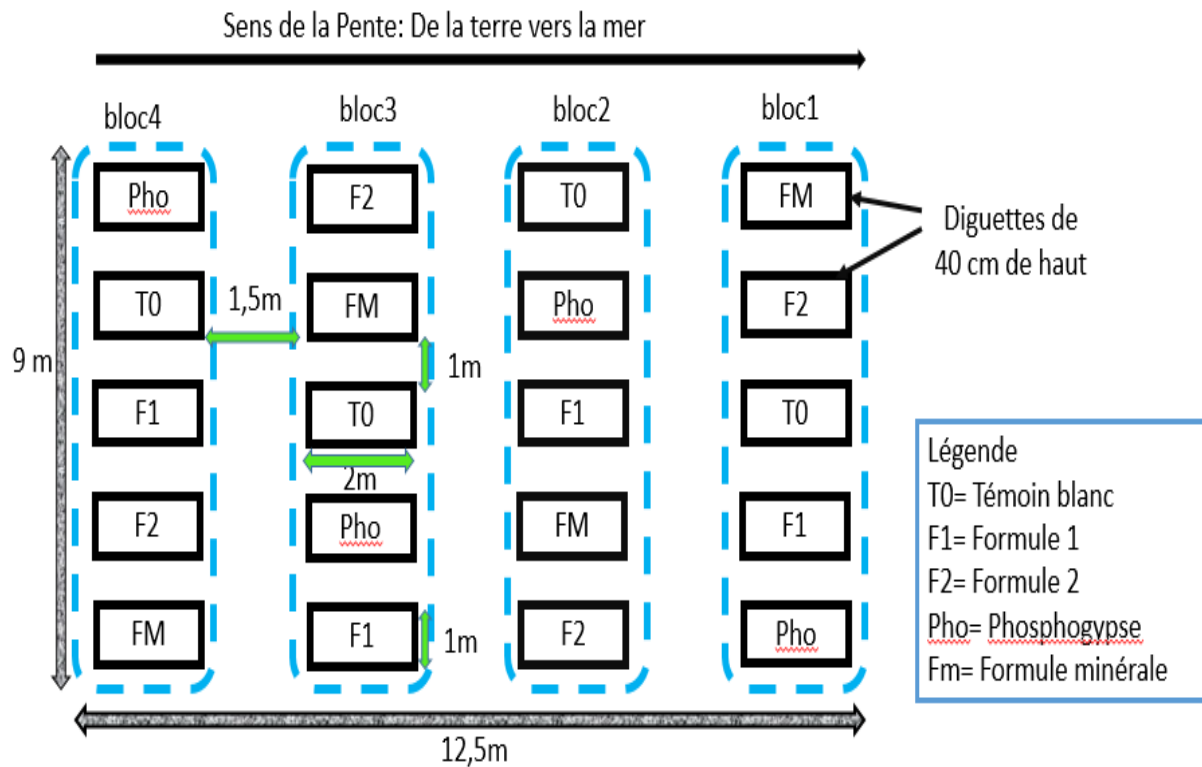 Sens de la Pente: De la terre vers la mer
bloc4
bloc3
bloc2
bloc1
Pho
F2
T0
FM
Diguettes de
40 cm de haut
T0
1,5m
FM
Pho
F2
9 m
1m
F1
T0
F1
T0
2m
F2
Pho
FM
F1
FM
F1
1m
F2
Pho
12,5m
Légende
T0= Témoin blanc
F1= Formule 1
F2= Formule 2
Pho= Phosphogypse
Fm= Formule minérale